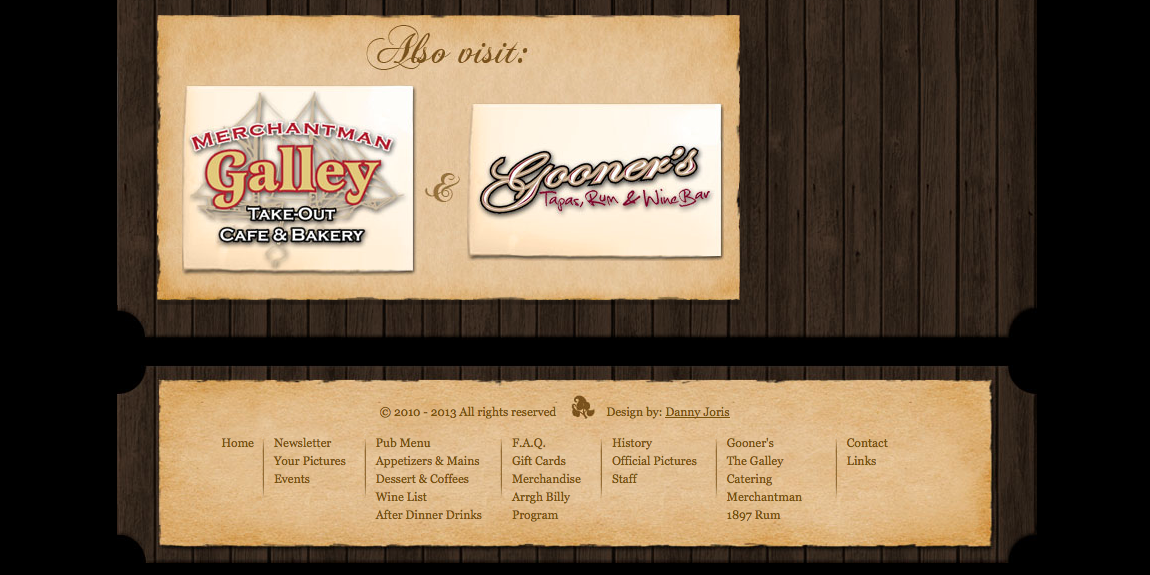 Also visit:
MERCHANTMAN
Galley
TAKE-OUT
CAFE & BAKERY
&
Gooner's
Tapas, Rum & Wine Bar
© 2010 - 2013 All rights reserved Design by: Danny Joris
Home
Newsletter
Your Pictures
Events
Pub Menu
Appetizers & Mains
Dessert & Coffees
Wine List
After Dinner Drinks
F.A.Q.
Gift Cards
Merchandise
Arrgh Billy
Program
History
Official Pictures
Staff
Gooner's
The Galley
Catering
Merchantman
1897 Rum
Contact
Links